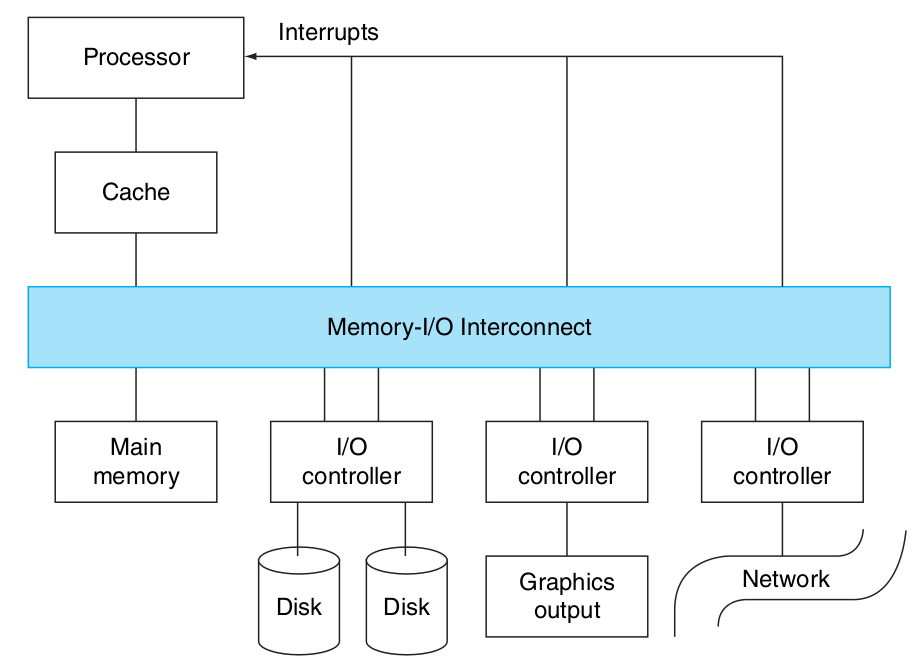 Interrupts
Processor
Cache
Memory-I/O Interconnect
Main
memory
I/O
controller
I/O
controller
I/O
controller
Disk
Disk
Graphics
output
Network